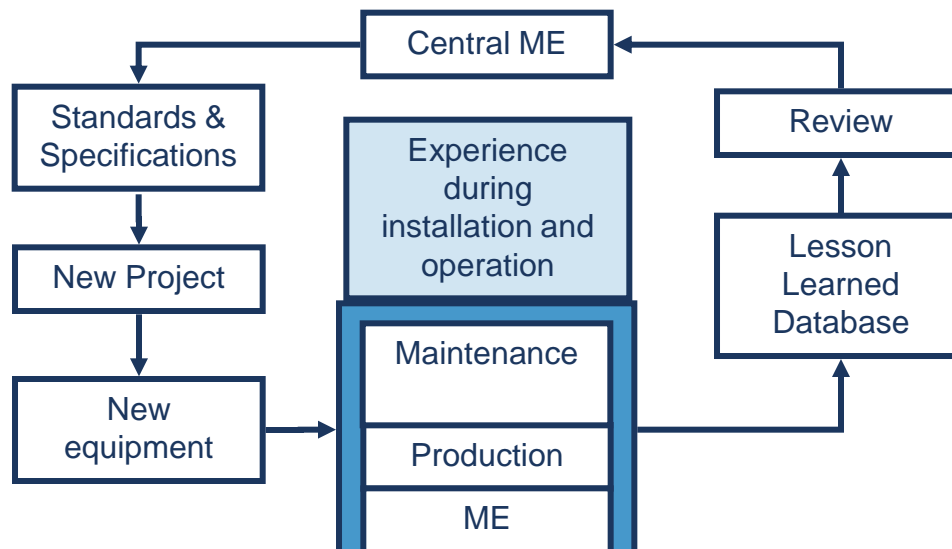 Central ME
Standards &
Specifications
New Project
New
equipment
Experience
during
installation and
operation
Maintenance
Production
ME
Lesson
Learned
Database
Review